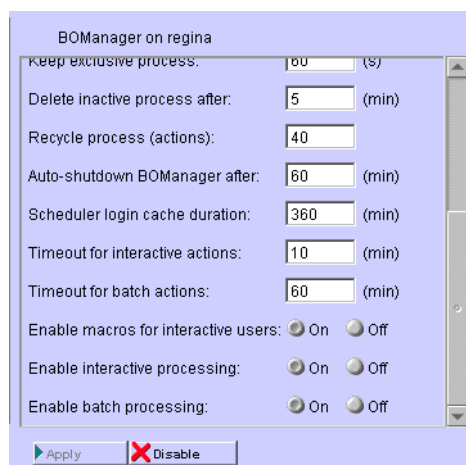 BOManager on regina
Keep exclusive process: 60 (s)
Delete inactive process after: 5 (min)
Recycle process (actions): 40
Auto-shutdown BOManager after: 60 (min)
Scheduler login cache duration: 360 (min)
Timeout for interactive actions: 10 (min)
Timeout for batch actions: 60 (min)
Enable macros for interactive users: On Off
Enable interactive processing: On Off
Enable batch processing: On Off
Apply Disable